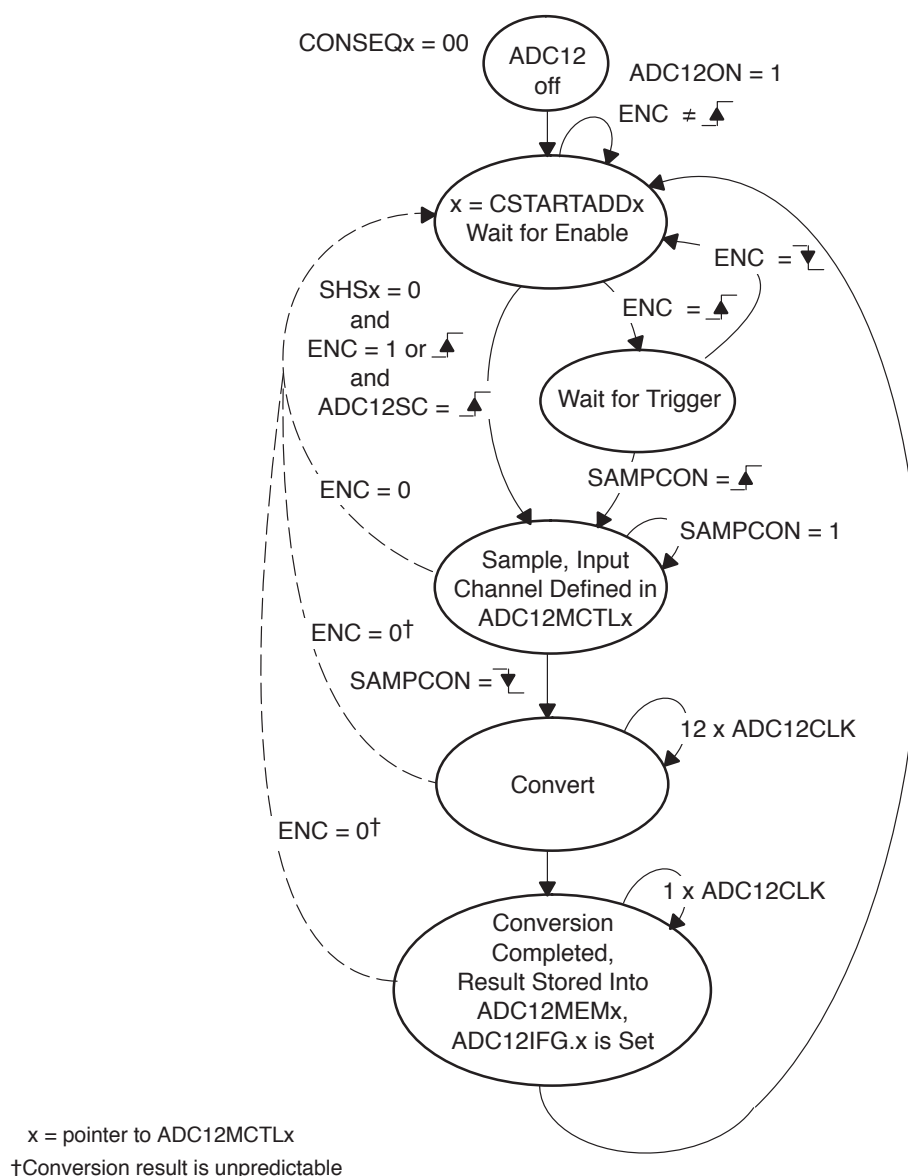 CONSEQx = 00
ADC12
off
ADC12ON = 1
ENC ≠
x = CSTARTADDx
Wait for Enable
ENC =
SHSx = 0
and
ENC = 1 or
and
ADC12SC =
ENC =
Wait for Trigger
SAMPCON =
ENC = 0
SAMPCON = 1
Sample, Input
Channel Defined in
ADC12MCTLx
ENC = 0†
SAMPCON =
12 x ADC12CLK
Convert
ENC = 0†
1 x ADC12CLK
Conversion
Completed,
Result Stored Into
ADC12MEMx,
ADC12IFG.x is Set
x = pointer to ADC12MCTLx
†Conversion result is unpredictable